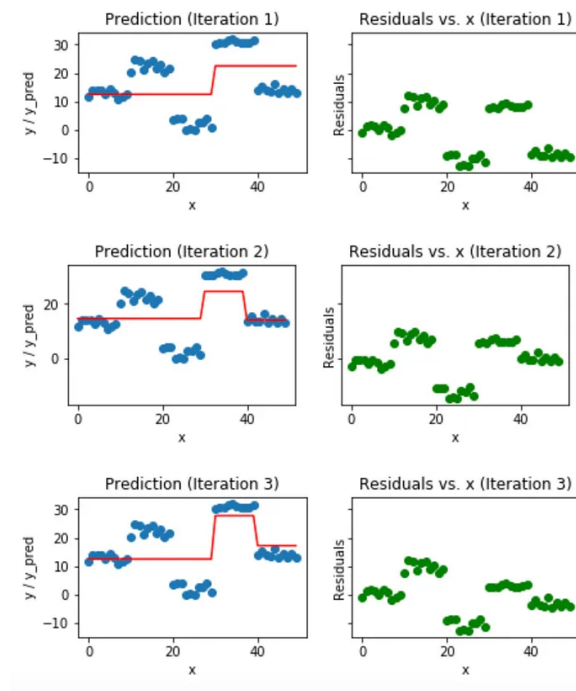 Prediction (Iteration 1)
Residuals vs. x (Iteration 1)
y / y_pred
30
20
10
0
−10
0
20
40
x
Residuals
0
20
40
x
Prediction (Iteration 2)
Residuals vs. x (Iteration 2)
y / y_pred
20
0
0
20
40
x
Residuals
0
20
40
x
Prediction (Iteration 3)
Residuals vs. x (Iteration 3)
y / y_pred
30
20
10
0
−10
0
20
40
x
Residuals
0
20
40
x